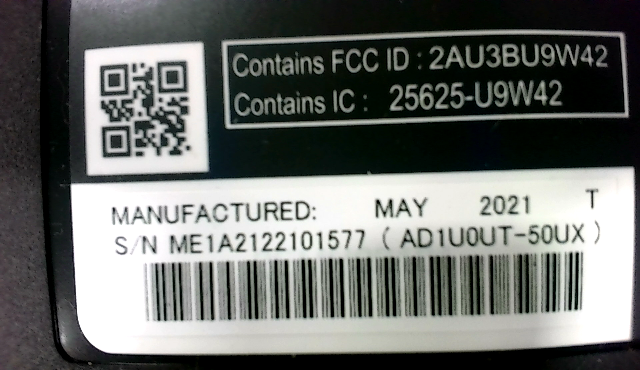 Contains FCC ID : 2AU3BU9W42
Contains IC : 25625-U9W42
MANUFACTURED: MAY 2021 T
S/N ME1A2122101577 ( AD1U0UT-50UX )